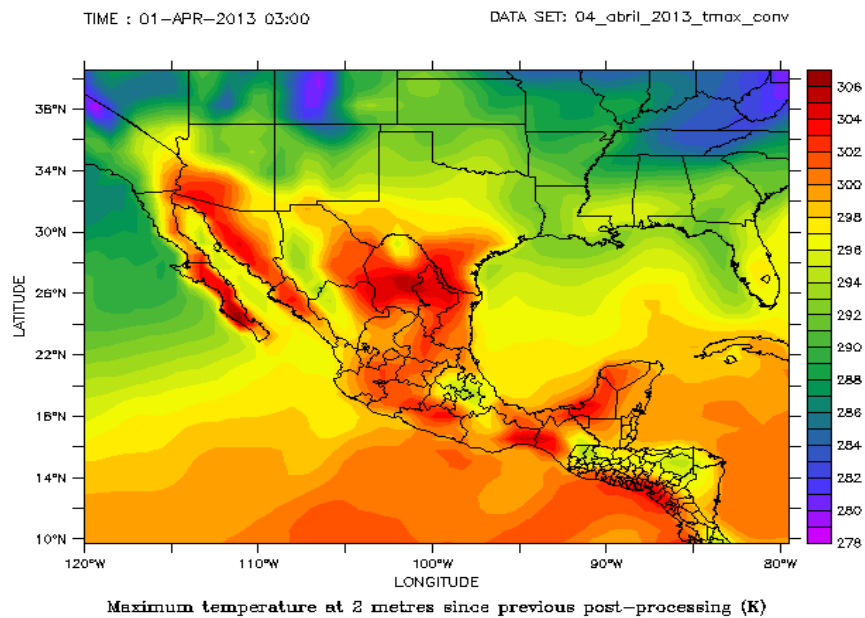 TIME : 01-APR-2013 03:00
DATA SET: 04_abril_2013_tmax_conv
38°N
34°N
30°N
26°N
22°N
18°N
14°N
10°N
LATITUDE
120°W
110°W
100°W
90°W
80°W
LONGITUDE
306
304
302
300
298
296
294
292
290
288
286
284
282
280
278
Maximum temperature at 2 metres since previous post-processing (K)